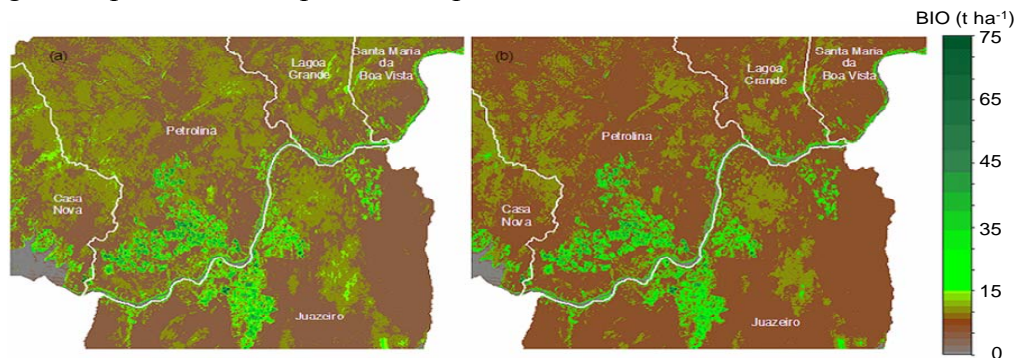 BIO (t ha-1)
(a)
Lagoa
Grande
Santa Maria
da
Boa Vista
Petrolina
Casa
Nova
Juazeiro
(b)
Lagoa
Grande
Santa Maria
da
Boa Vista
Petrolina
Casa
Nova
Juazeiro
75
65
45
35
15
0